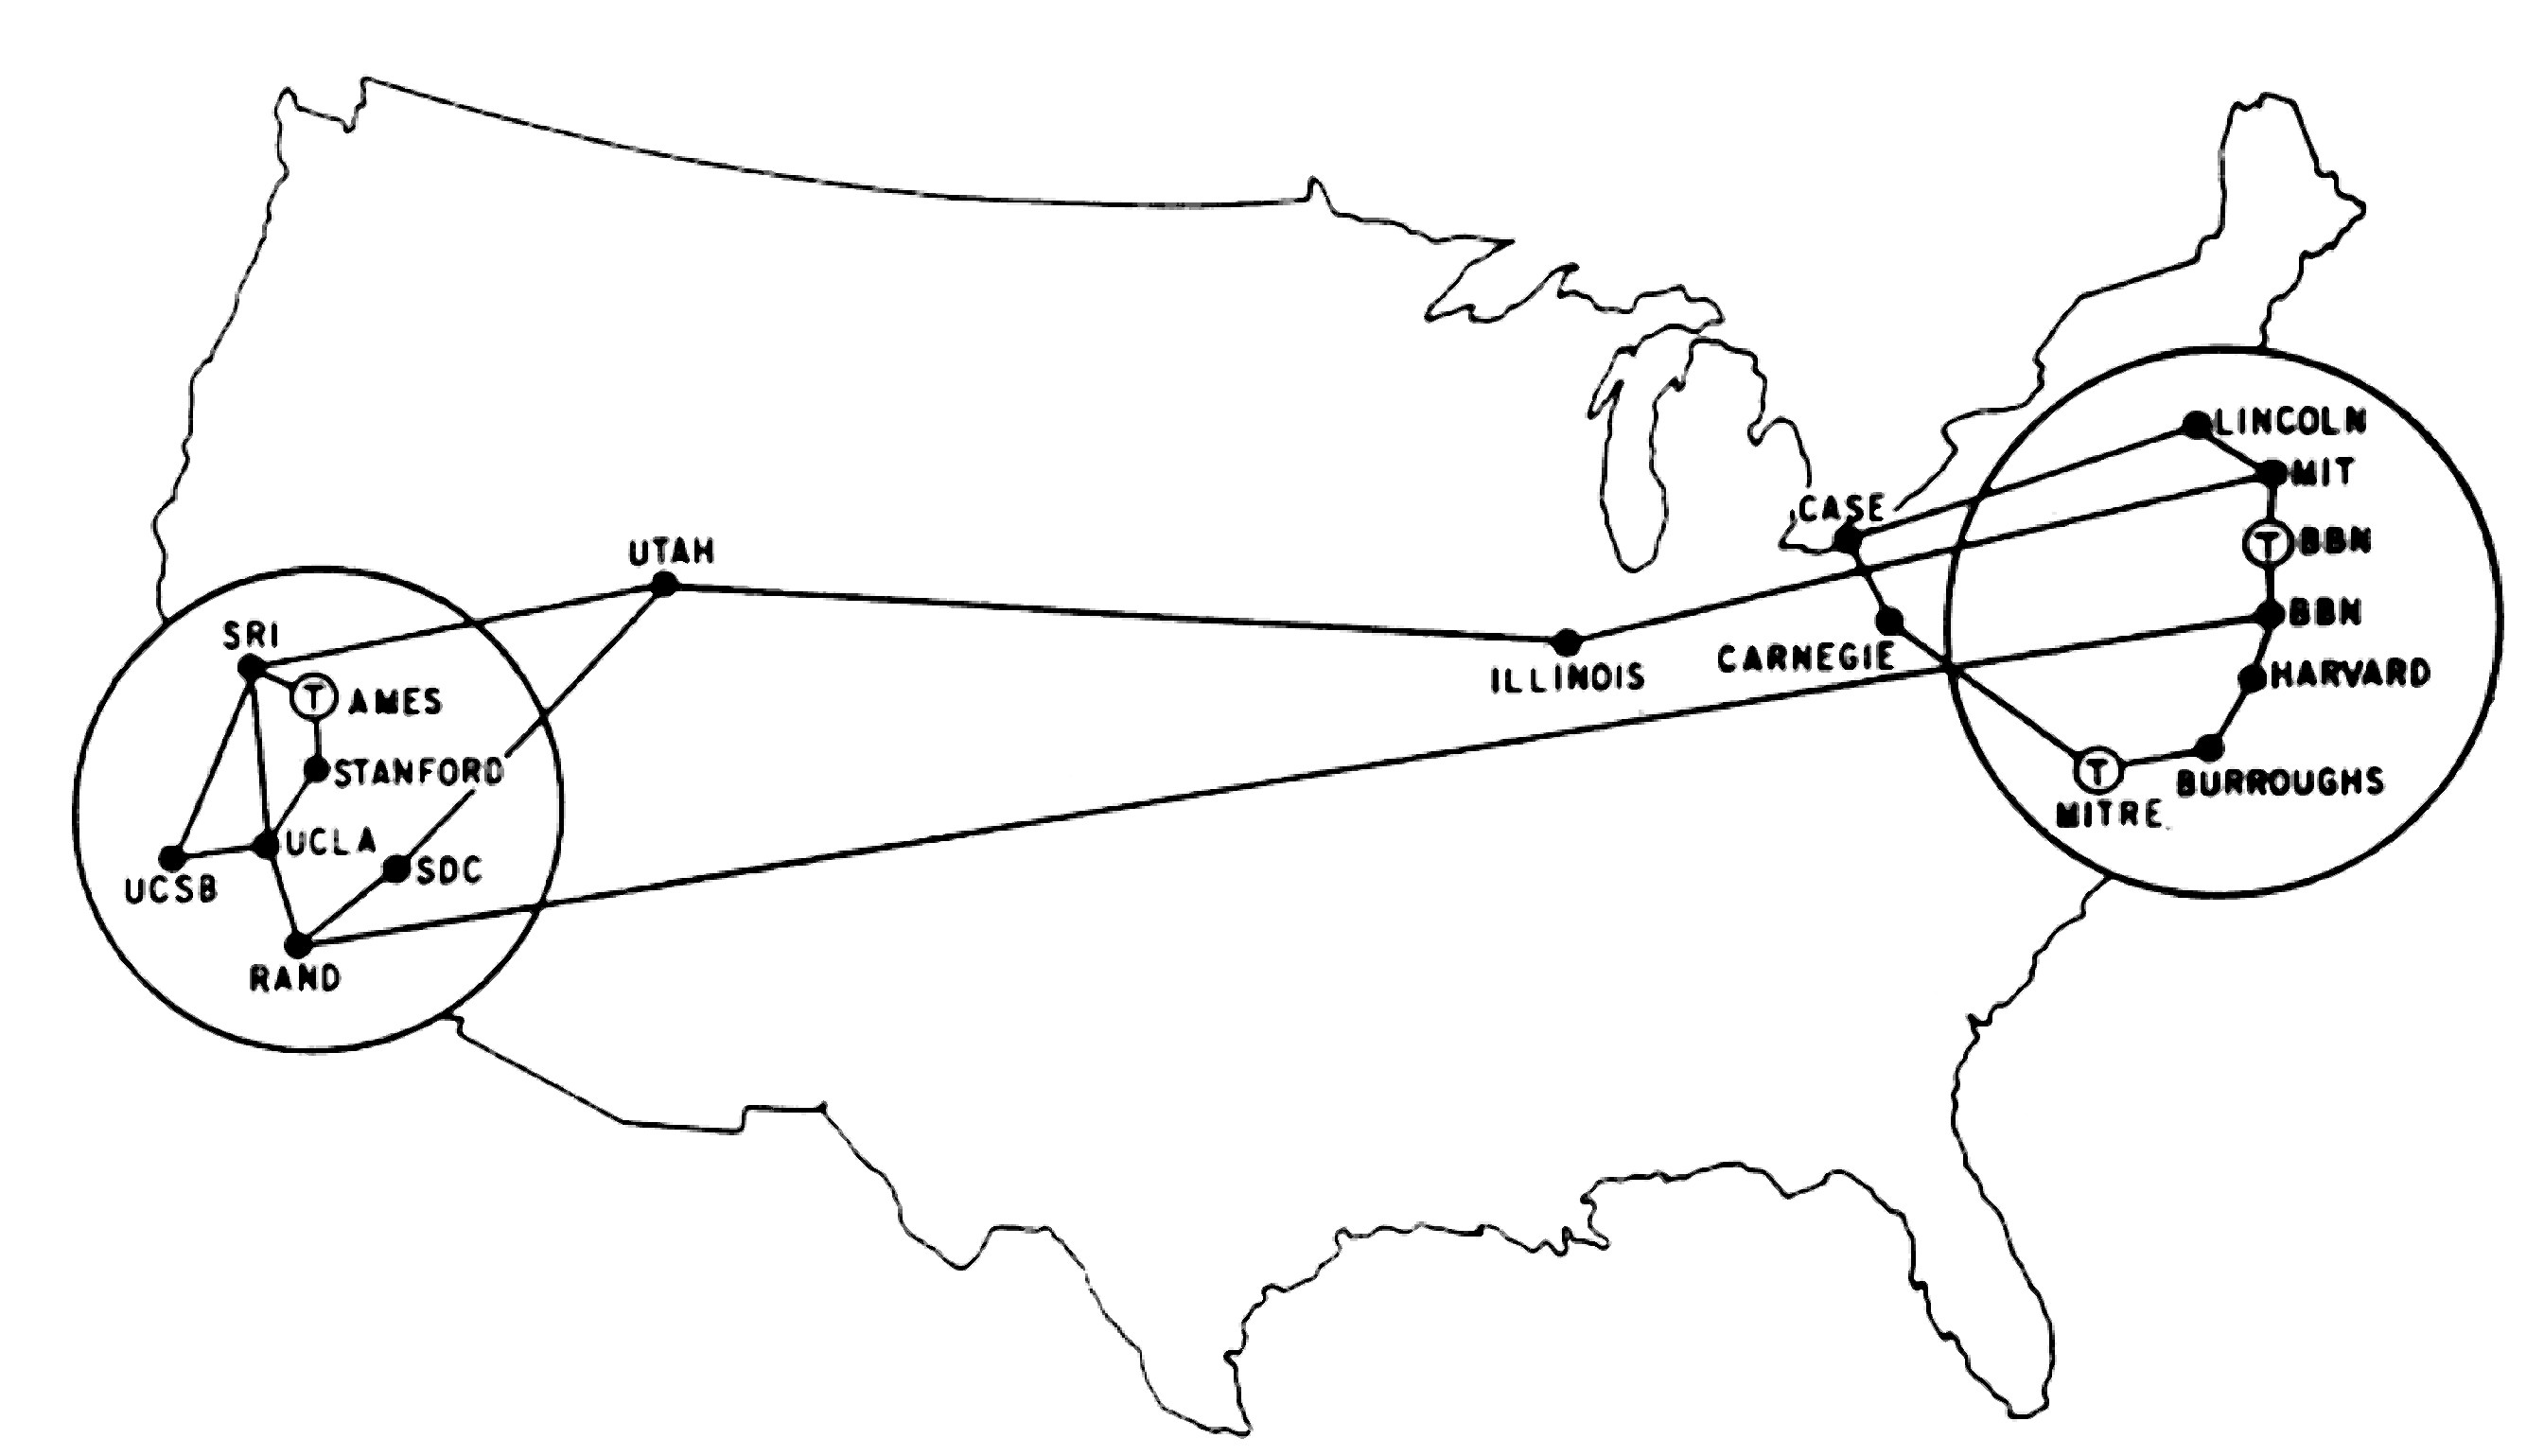 LINCOLN
MIT
T BBN
CASE
UTAH
BBN
SRI
CARNEGIE
ILLINOIS
HARVARD
T AMES
STANFORD
T
BURROUGHS
MITRE
UCLA
SDC
UCSB
RAND